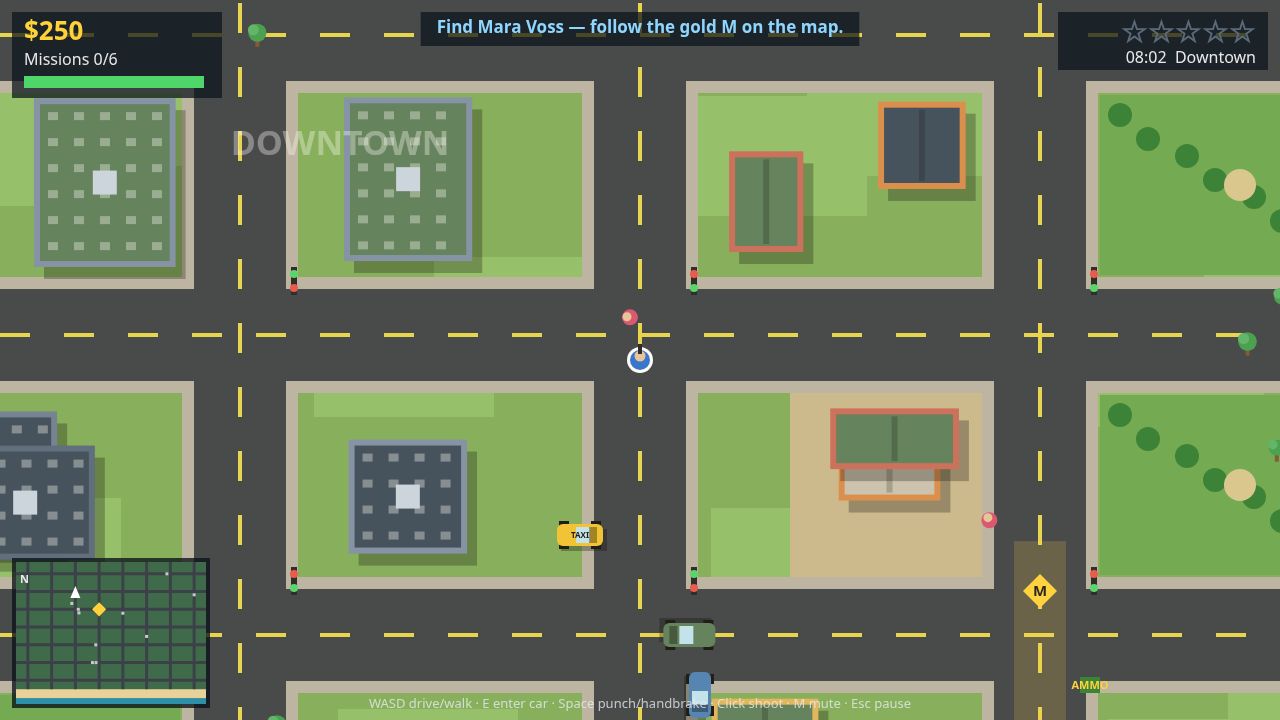 $250
Missions 0/6
Find Mara Voss — follow the gold M on the map.
08:02 Downtown
DOWNTOWN
TAXI
N
M
AMMO
WASD drive/walk · E enter car · Space punch/handbrake · Click shoot · M mute · Esc pause